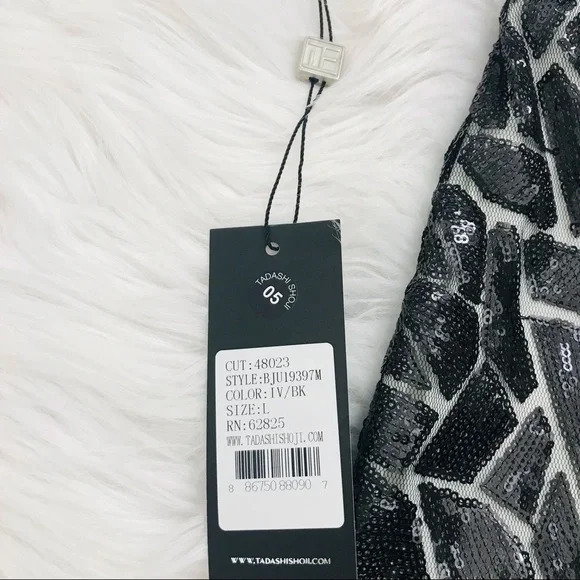 TADASHI SHOJI
05
CUT:48023
STYLE:BJU19397M
COLOR:IV/BK
SIZE:L
RN:62825
WWW.TADASHISHOJI.COM
8 86750 88090 7
WWW.TADASHISHOJI.COM